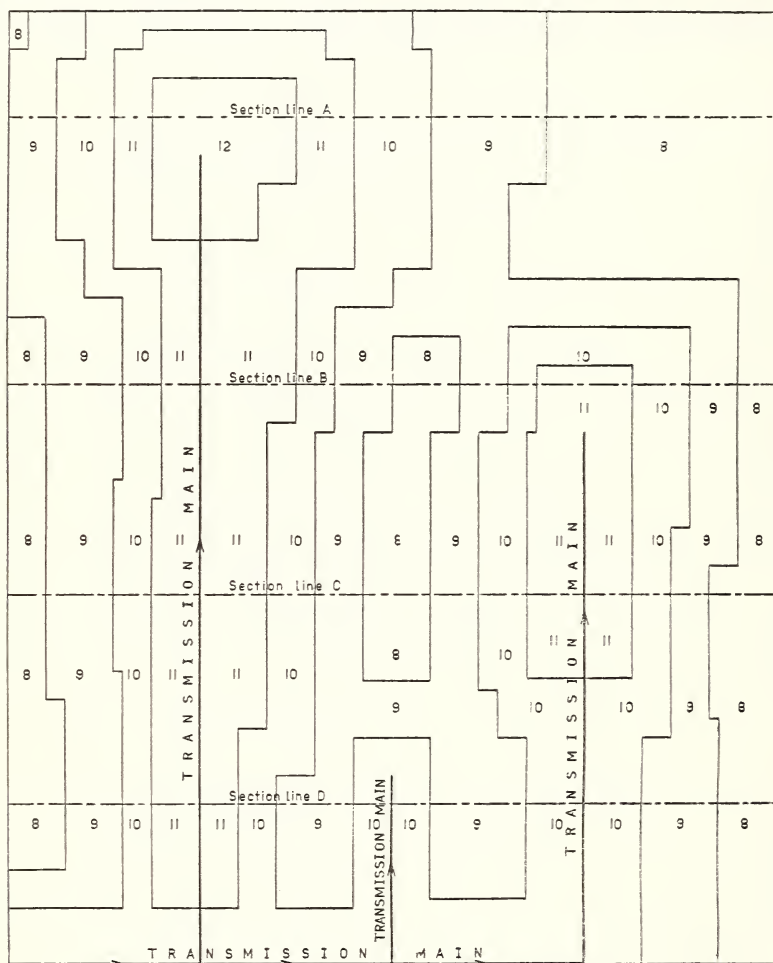 8
Section line A
9 10 11 12 11 10 9 8
8 9 10 11 11 10 9 8 10
Section line B
11 10 9 8
TRANSMISSION MAIN
8 9 10 11 11 10 9 8 9 10 11 11 10 9 8
Section line C
TRANSMISSION MAIN
11 11
8 9 10 11 11 10 8 10
9 10 10 9 8
Section line D
8 9 10 11 11 10 9 10 10 9 10 10 9 8
TRANSMISSION MAIN
TRANSMISSION MAIN